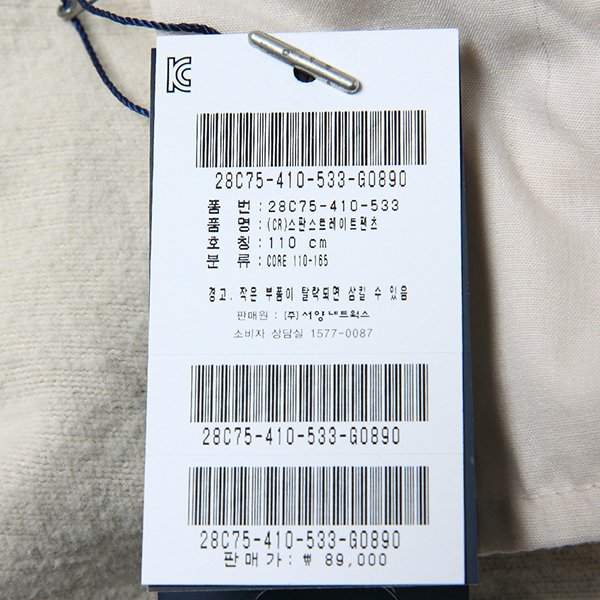 28C75-410-533-G0890
품 번 : 28C75-410-533
품 명 : (CR)스판스트레이트팬츠
호 칭 : 110 cm
분 류 : CORE 110-165
경고, 작은 부품이 탈락되면 삼킬 수 있음
판매원 : (주) 서양네트웍스
소비자 상담실 1577-0087
28C75-410-533-G0890
28C75-410-533-G0890
판매가: ₩ 89,000